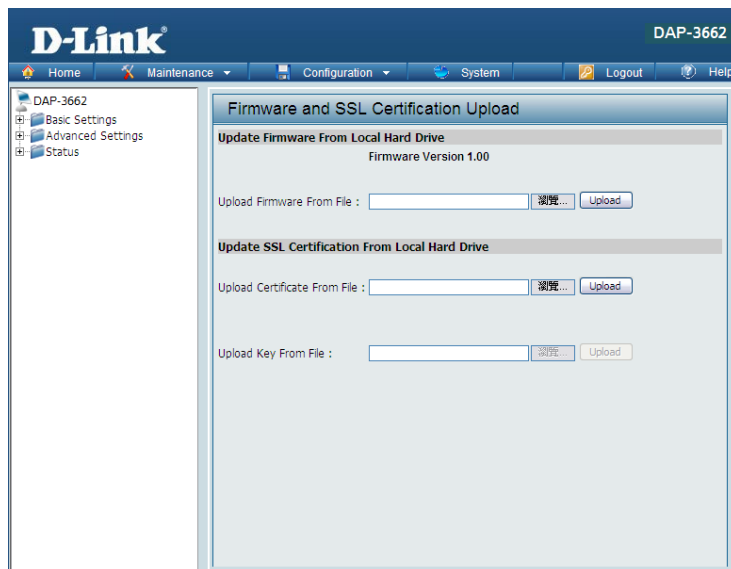 D-Link®
DAP-3662
Home Maintenance Configuration System Logout Help
DAP-3662
Basic Settings
Advanced Settings
Status
Firmware and SSL Certification Upload
Update Firmware From Local Hard Drive
Firmware Version 1.00
Upload Firmware From File : 瀏覽... Upload
Update SSL Certification From Local Hard Drive
Upload Certificate From File : 瀏覽... Upload
Upload Key From File : 瀏覽... Upload